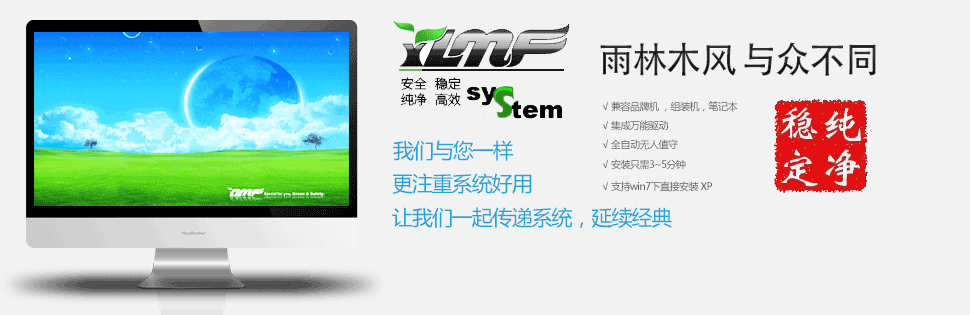 YLMF
安全 稳定
纯净 高效
system
我们与您一样
更注重系统好用
让我们一起传递系统，延续经典
雨林木风 与众不同
√ 兼容品牌机 ，组装机，笔记本
√ 集成万能驱动
√ 全自动无人值守
√ 安装只需3~5分钟
√ 支持win7下直接安装 XP
纯净
稳定
YLMF